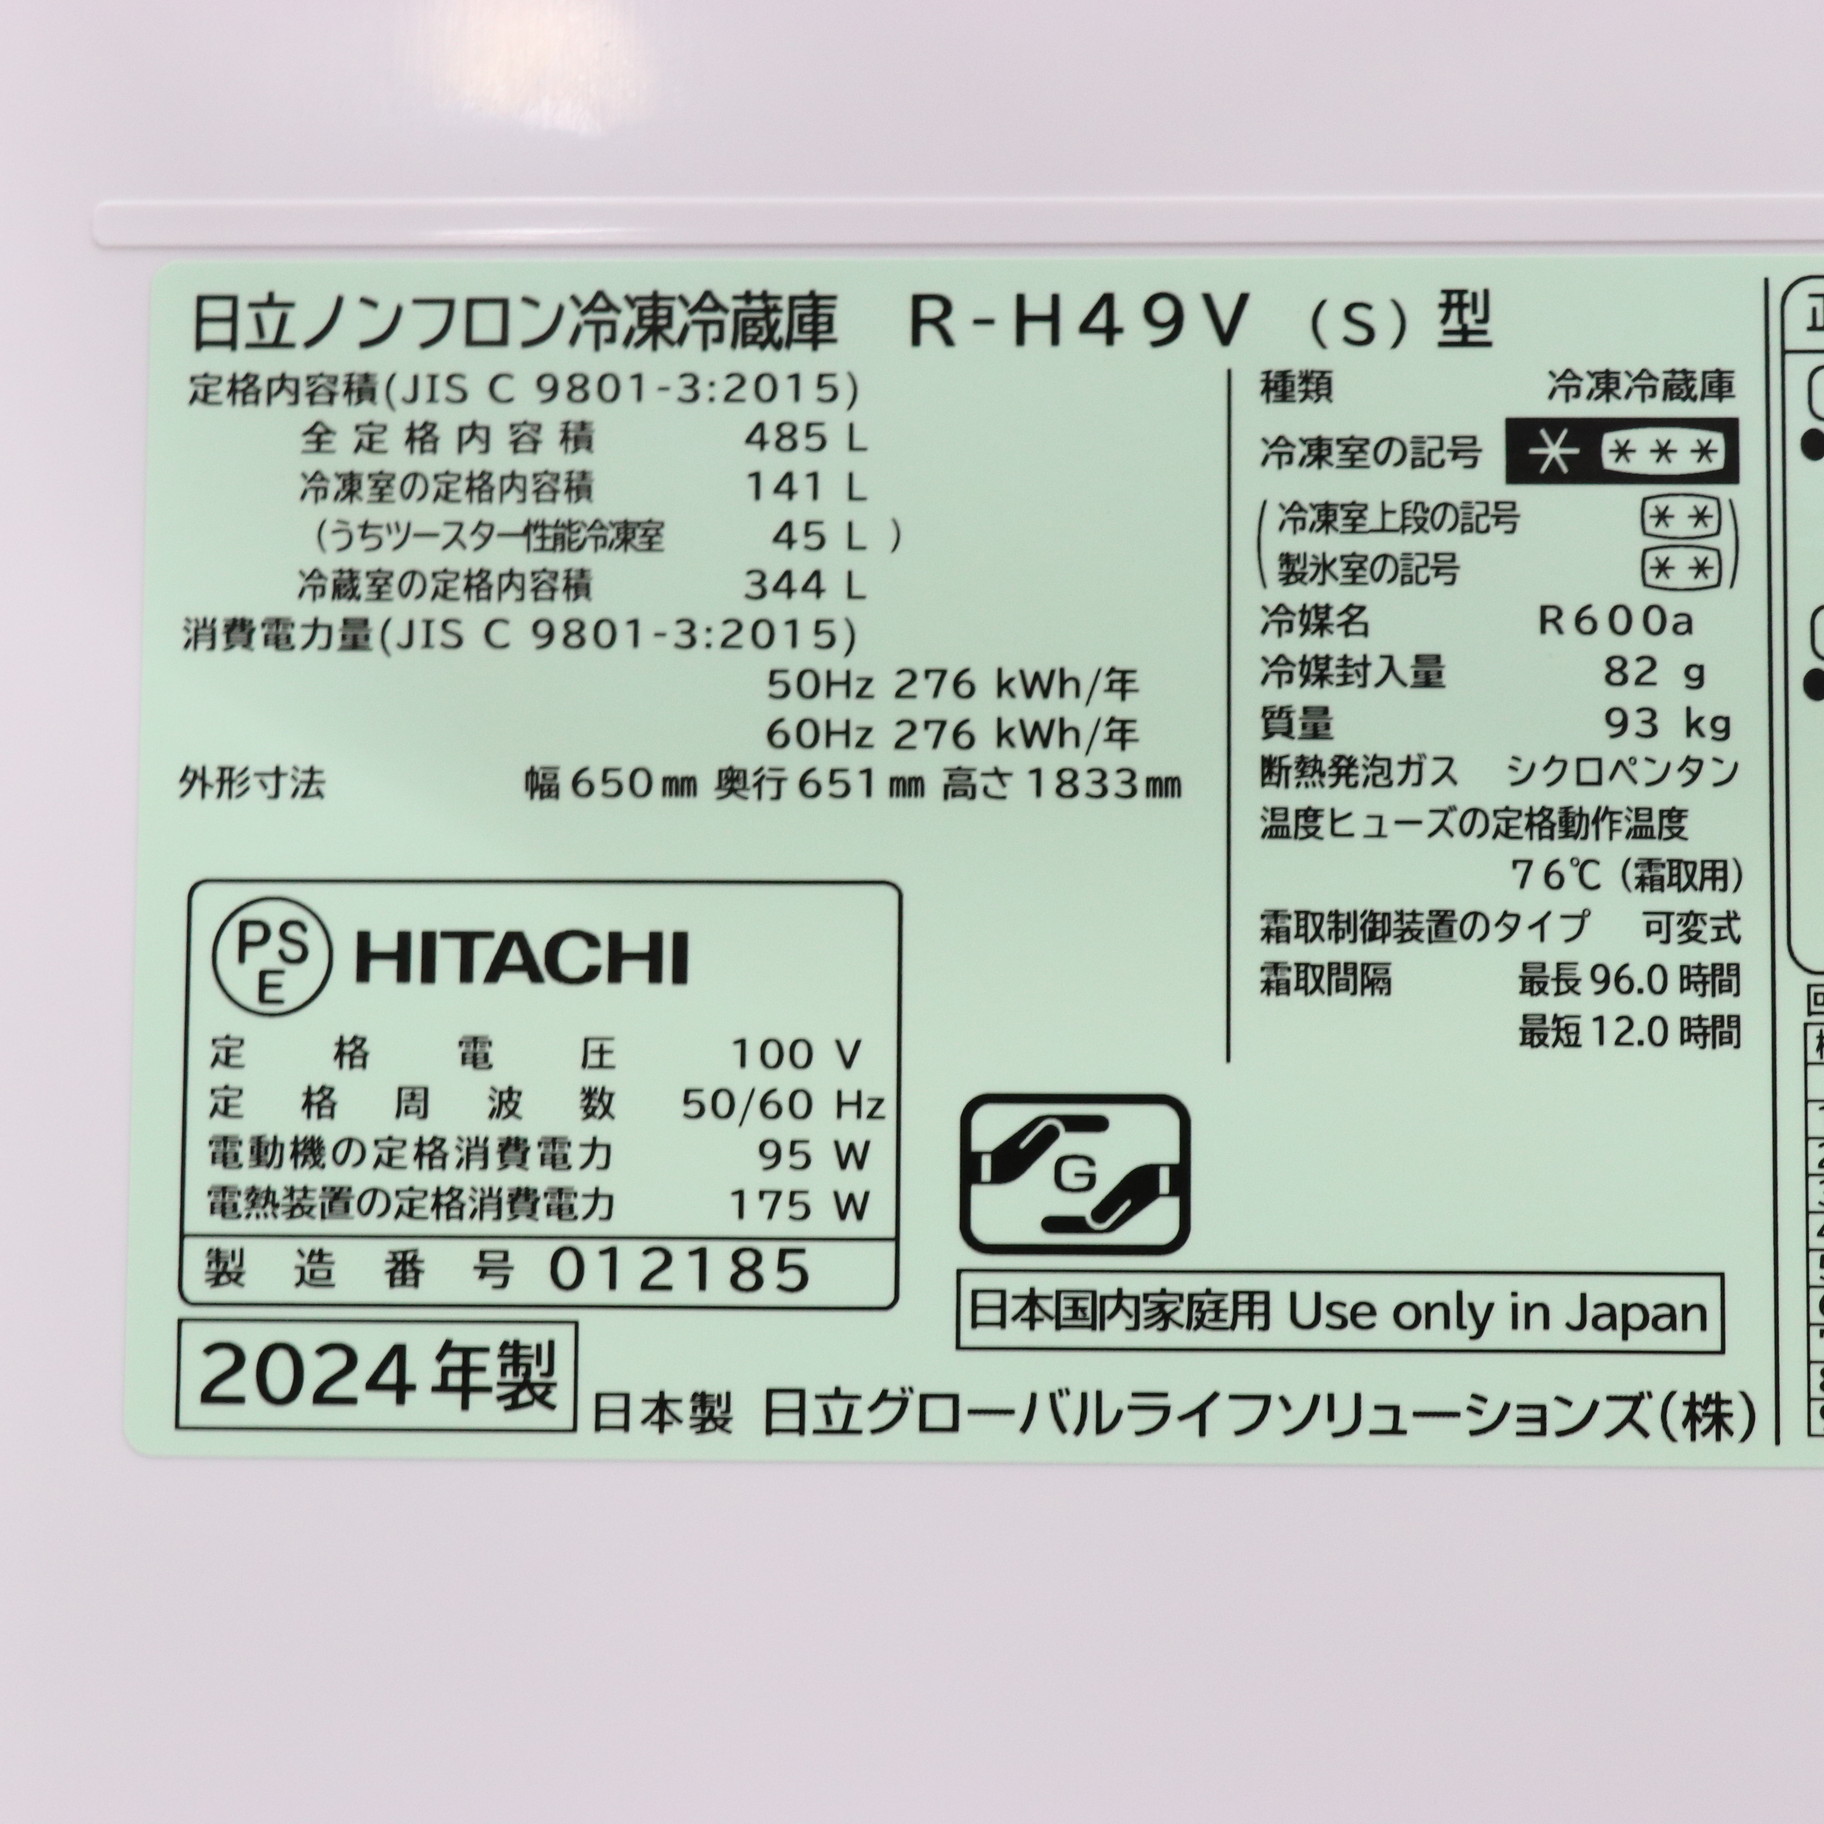 日立ノンフロン冷凍冷蔵庫 R-H49V (S) 型
定格内容積(JIS C 9801-3:2015)
全定格内容積 485 L
冷凍室の定格内容積 141 L
(うちツースター性能冷凍室 45 L )
冷蔵室の定格内容積 344 L
消費電力量(JIS C 9801-3:2015)
50Hz 276 kWh/年
60Hz 276 kWh/年
外形寸法 幅650㎜ 奥行651㎜ 高さ1833㎜
種類 冷凍冷蔵庫
冷凍室の記号 * ***
(冷凍室上段の記号 **)
(製氷室の記号 **)
冷媒名 R600a
冷媒封入量 82 g
質量 93 kg
断熱発泡ガス シクロペンタン
温度ヒューズの定格動作温度
76℃(霜取用)
霜取制御装置のタイプ 可変式
霜取間隔 最長96.0時間
最短12.0時間
PS
E
HITACHI
定格電圧 100 V
定格周波数 50/60 Hz
電動機の定格消費電力 95 W
電熱装置の定格消費電力 175 W
製造番号 012185
G
日本国内家庭用 Use only in Japan
2024年製
日本製 日立グローバルライフソリューションズ(株)